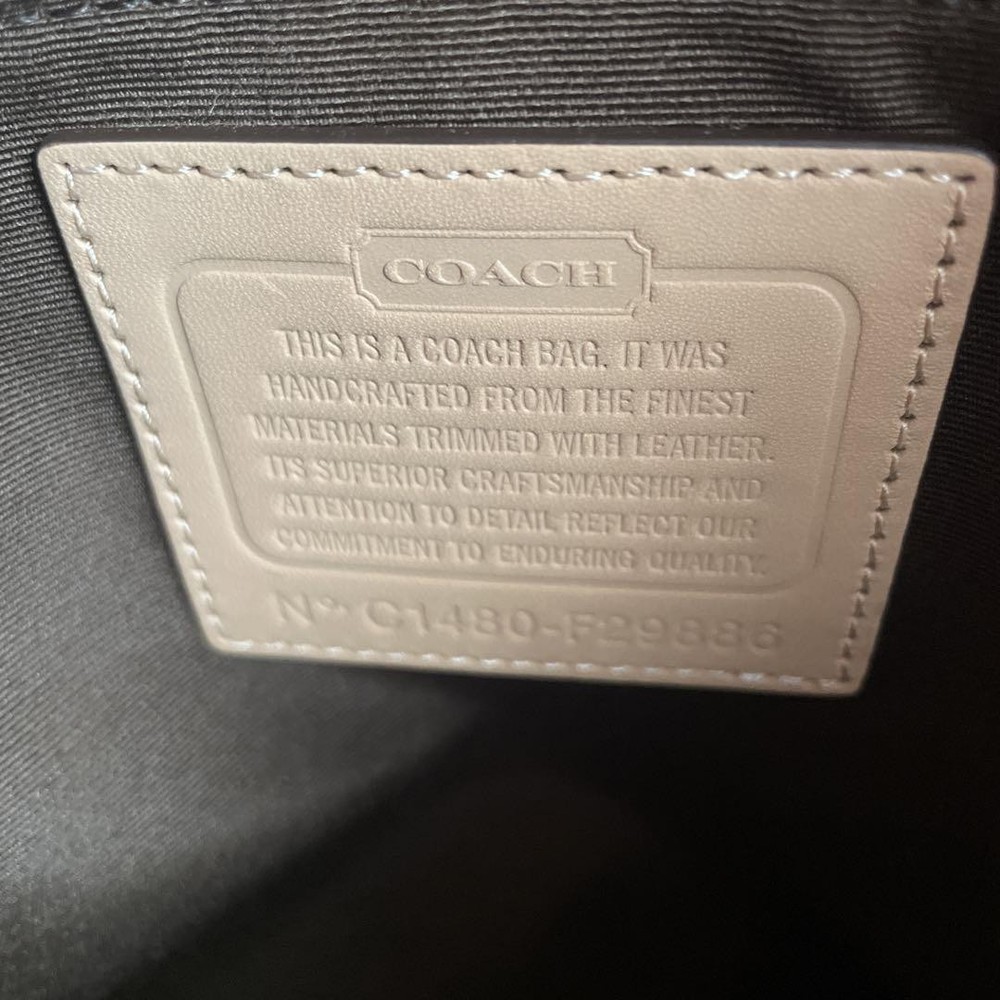 COACH
THIS IS A COACH BAG. IT WAS
HANDCRAFTED FROM THE FINEST
MATERIALS TRIMMED WITH LEATHER.
ITS SUPERIOR CRAFTSMANSHIP AND
ATTENTION TO DETAIL REFLECT OUR
COMMITMENT TO ENDURING QUALITY.
Nº C1480-F29886